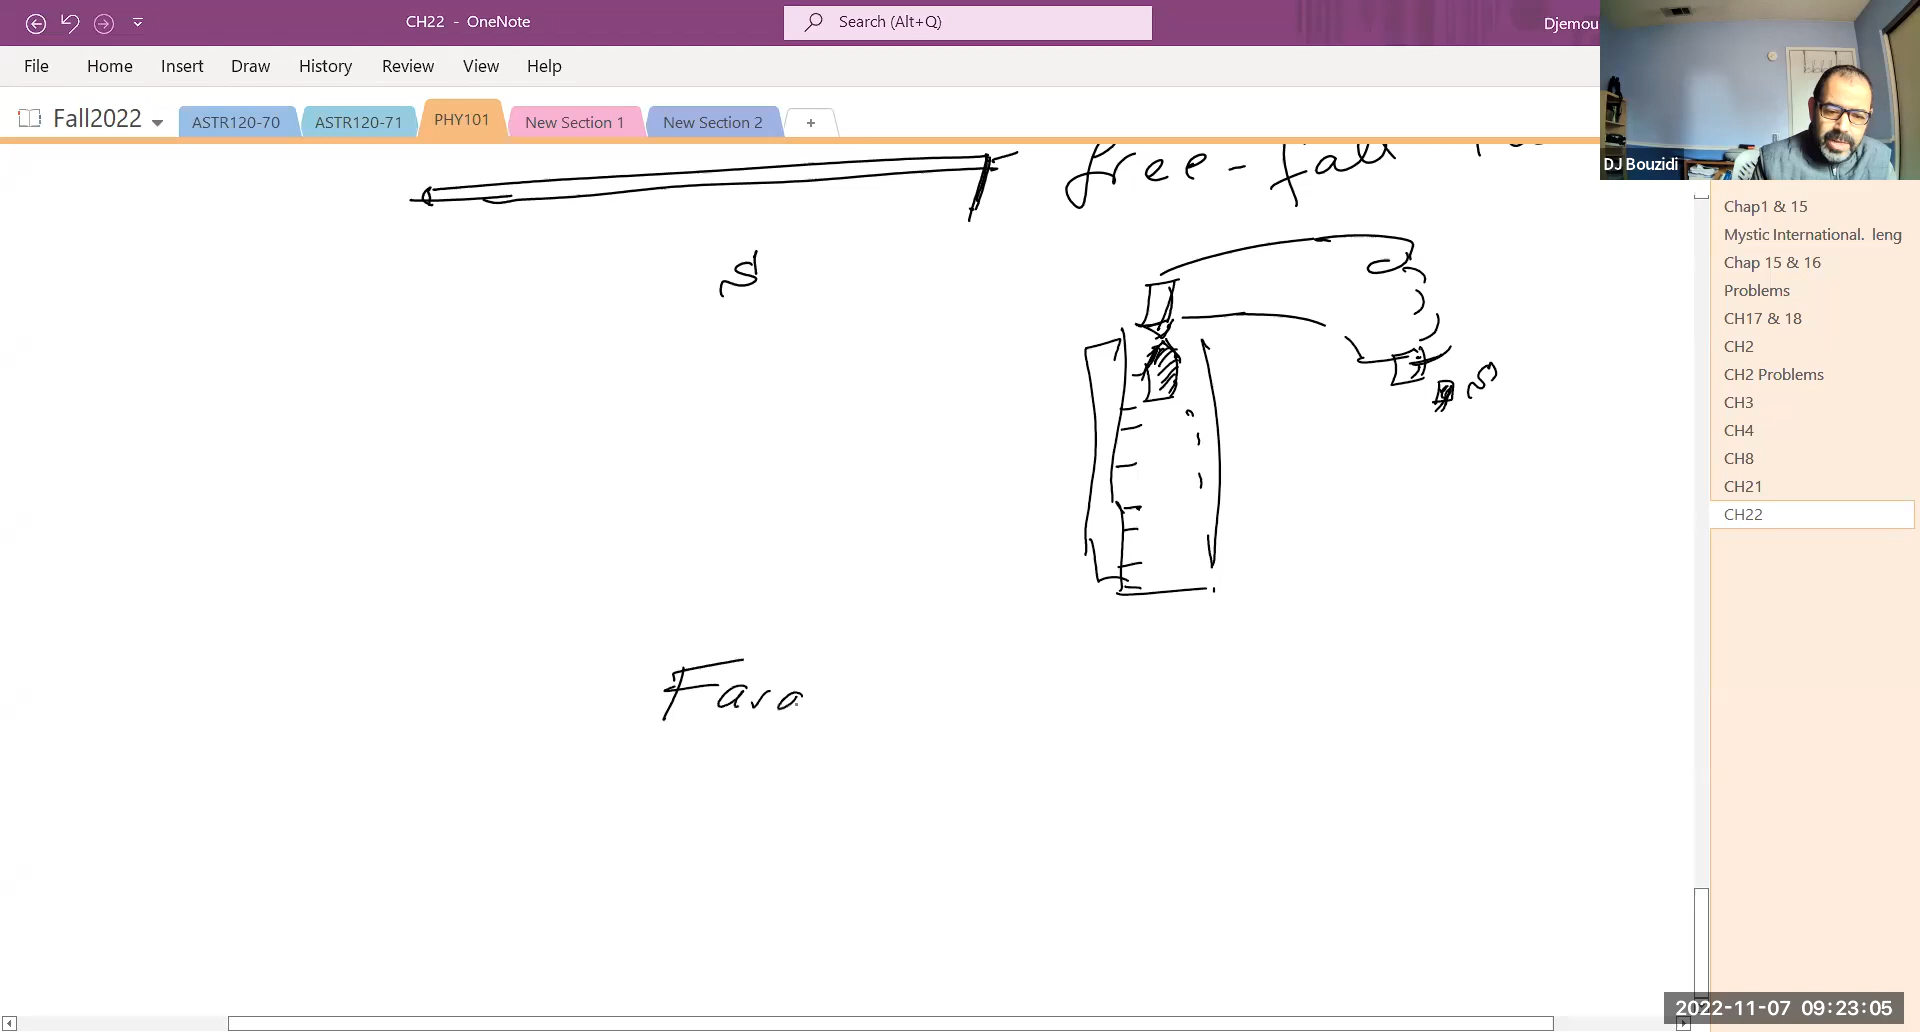 CH22 - OneNote
Search (Alt+Q)
Djemou
File Home Insert Draw History Review View Help
Fall2022
ASTR120-70
ASTR120-71
PHY101
New Section 1
New Section 2
+
DJ Bouzidi
free-fall
S
S
Fara
Chap1 & 15
Mystic International. leng
Chap 15 & 16
Problems
CH17 & 18
CH2
CH2 Problems
CH3
CH4
CH8
CH21
CH22
2022-11-07 09:23:05